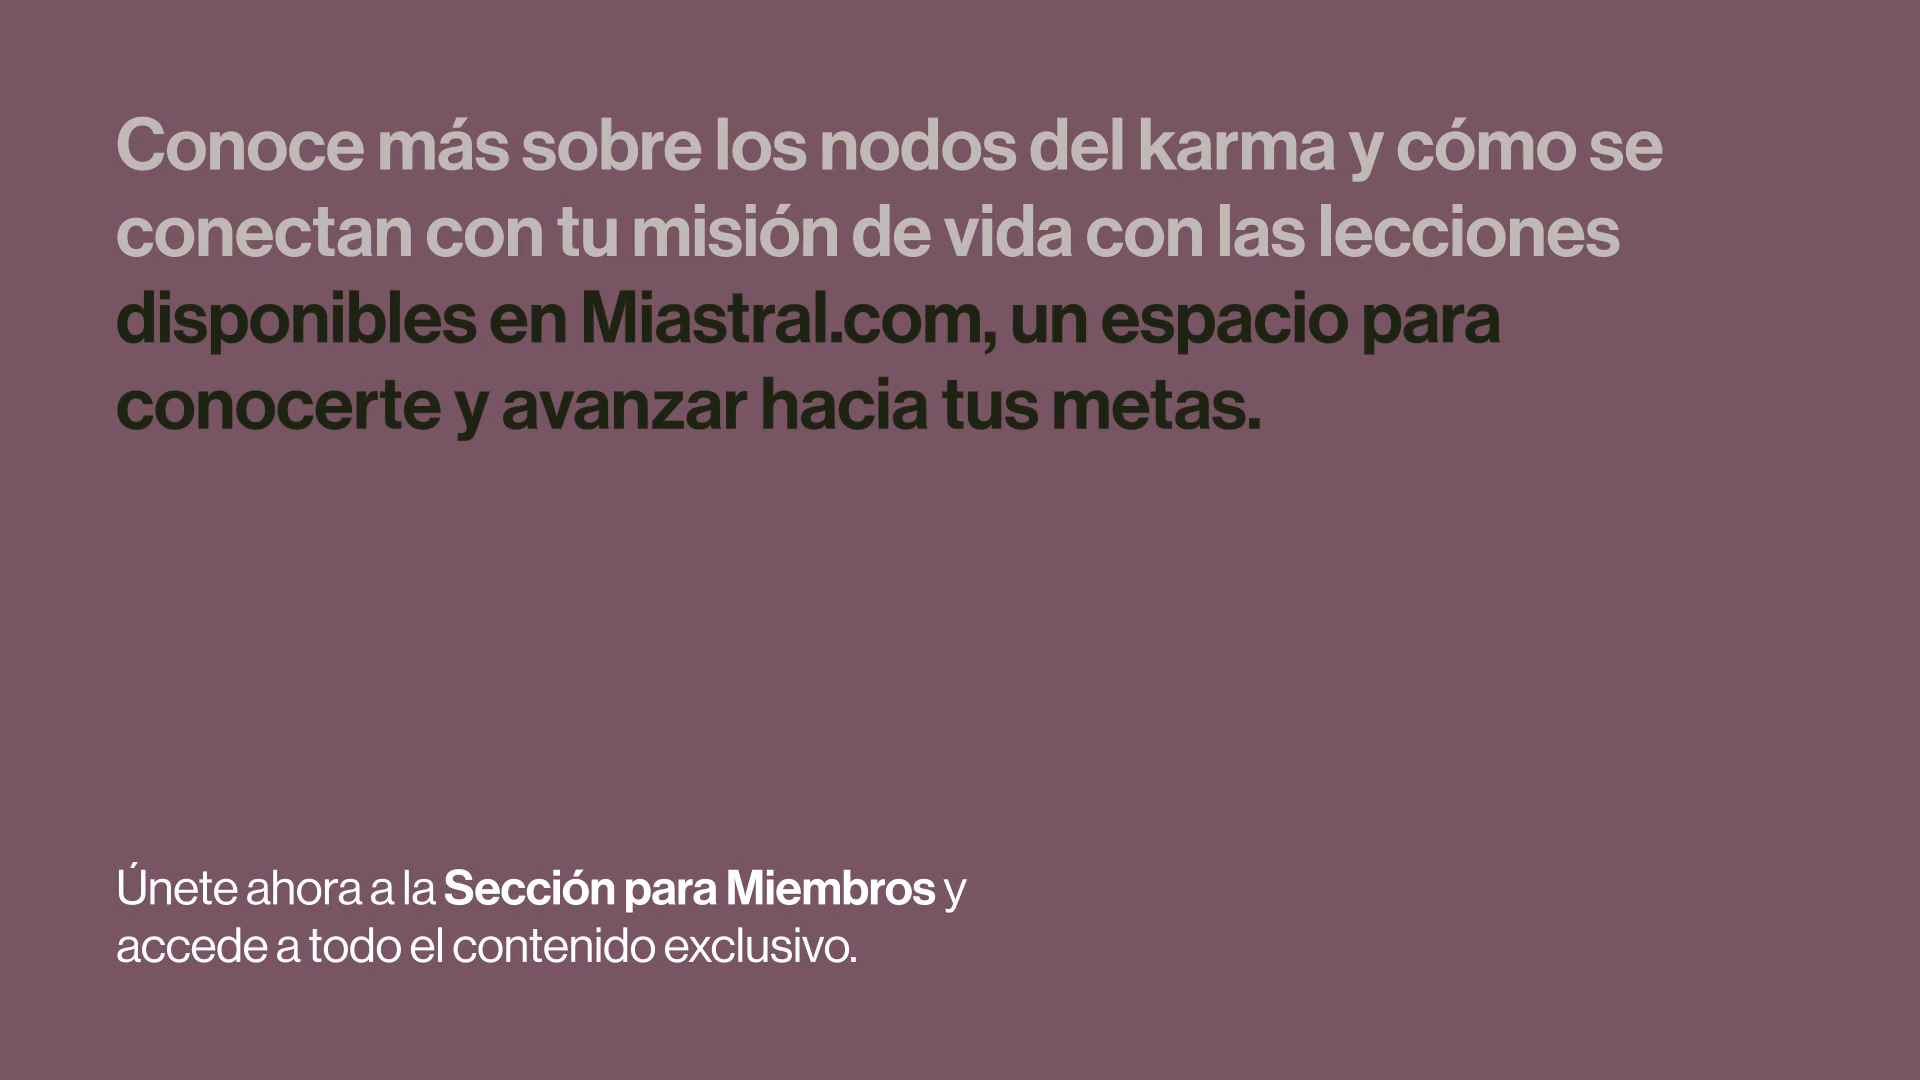 Conoce más sobre los nodos del karma y cómo se
conectan con tu misión de vida con las lecciones
disponibles en Miastral.com, un espacio para
conocerte y avanzar hacia tus metas.
Únete ahora a la Sección para Miembros y
accede a todo el contenido exclusivo.